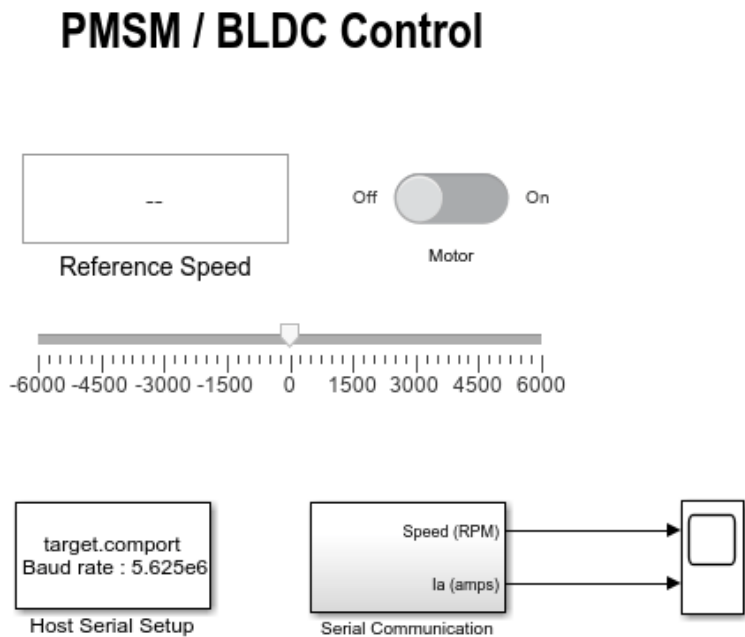 PMSM / BLDC Control
--
Off
On
Reference Speed
Motor
-6000 -4500 -3000 -1500 0 1500 3000 4500 6000
target.comport
Baud rate : 5.625e6
Host Serial Setup
Speed (RPM)
Ia (amps)
Serial Communication